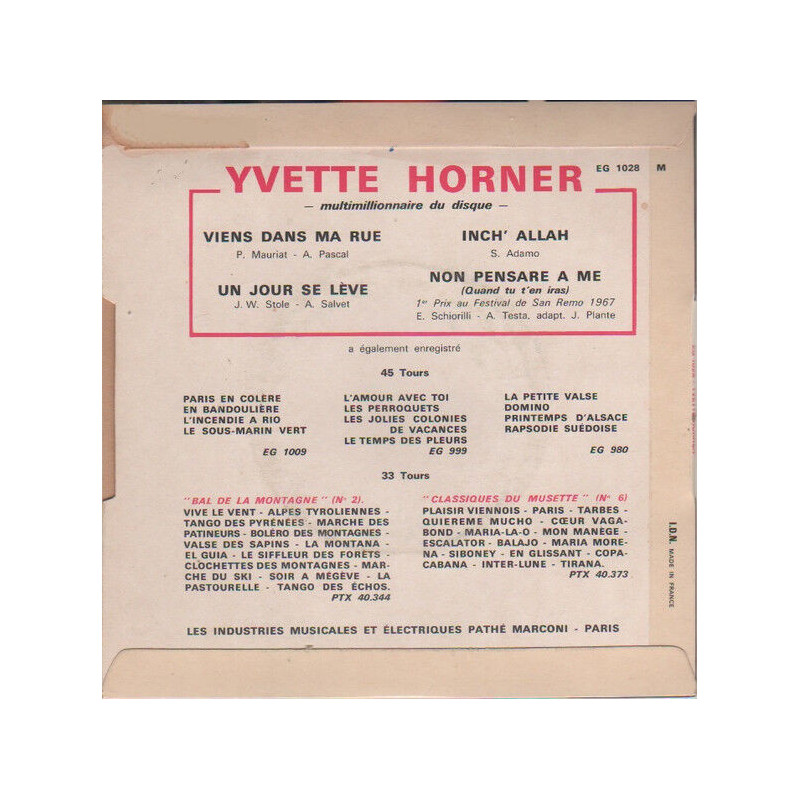 YVETTE HORNER
EG 1028 M
– multimillionnaire du disque –
VIENS DANS MA RUE
P. Mauriat - A. Pascal
INCH' ALLAH
S. Adamo
UN JOUR SE LÈVE
J. W. Stole - A. Salvet
NON PENSARE A ME
(Quand tu t'en iras)
1er Prix au Festival de San Remo 1967
E. Schiorilli - A. Testa, adapt. J. Plante
a également enregistré
45 Tours
PARIS EN COLÈRE
EN BANDOULIÈRE
L'INCENDIE A RIO
LE SOUS-MARIN VERT
EG 1009
L'AMOUR AVEC TOI
LES PERROQUETS
LES JOLIES COLONIES
DE VACANCES
LE TEMPS DES PLEURS
EG 999
LA PETITE VALSE
DOMINO
PRINTEMPS D'ALSACE
RAPSODIE SUÉDOISE
EG 980
33 Tours
"BAL DE LA MONTAGNE" (N° 2).
VIVE LE VENT - ALPES TYROLIENNES -
TANGO DES PYRÉNÉES - MARCHE DES
PATINEURS - BOLÉRO DES MONTAGNES -
VALSE DES SAPINS - LA MONTANA -
EL GUIA - LE SIFFLEUR DES FORÊTS -
CLOCHETTES DES MONTAGNES - MAR-
CHE DU SKI - SOIR A MÉGÈVE - LA
PASTOURELLE - TANGO DES ÉCHOS.
PTX 40.344
"CLASSIQUES DU MUSETTE" (N° 6)
PLAISIR VIENNOIS - PARIS - TARBES -
QUIEREME MUCHO - CŒUR VAGA-
BOND - MARIA-LA-O - MON MANÈGE -
ESCALATOR - BALAJO - MARIA MORE-
NA - SIBONEY - EN GLISSANT - COPA-
CABANA - INTER-LUNE - TIRANA.
PTX 40.373
LES INDUSTRIES MUSICALES ET ÉLECTRIQUES PATHÉ MARCONI - PARIS
I.D.N. MADE IN FRANCE